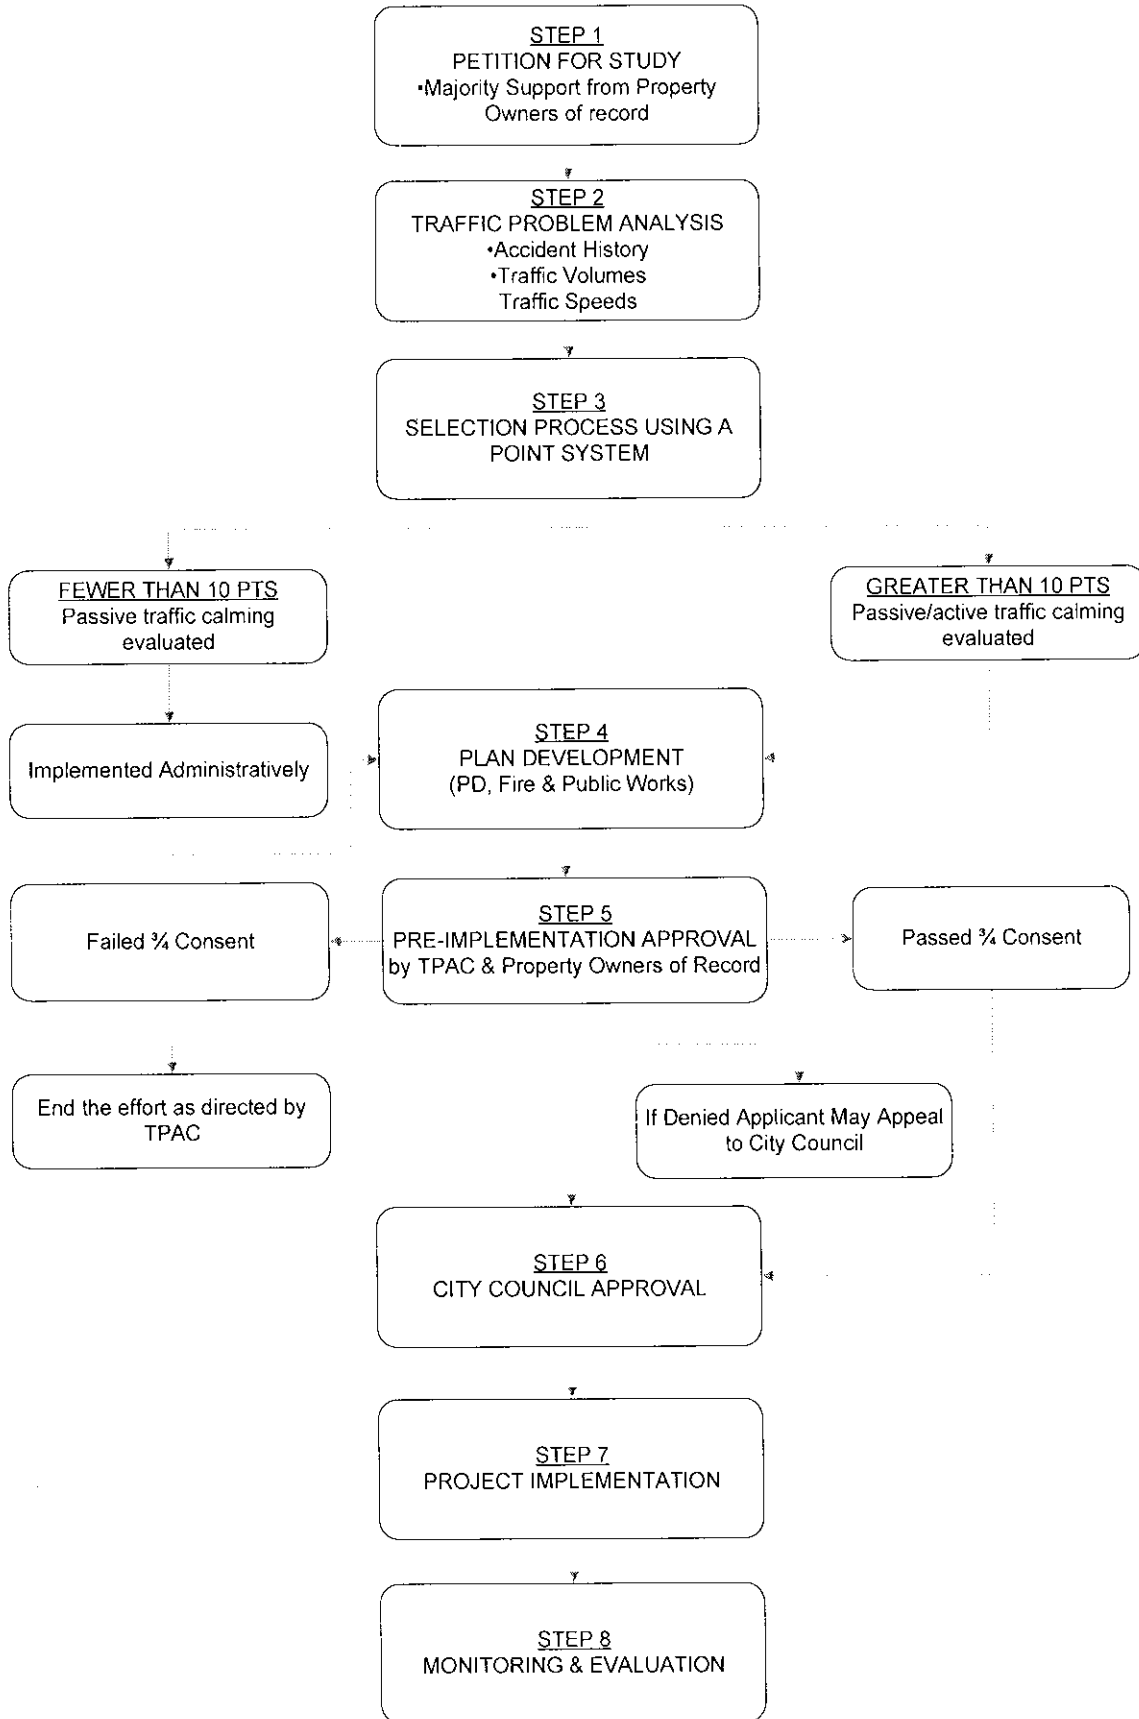 STEP 1
PETITION FOR STUDY
•Majority Support from Property
Owners of record
STEP 2
TRAFFIC PROBLEM ANALYSIS
•Accident History
•Traffic Volumes
Traffic Speeds
STEP 3
SELECTION PROCESS USING A
POINT SYSTEM
FEWER THAN 10 PTS
Passive traffic calming
evaluated
GREATER THAN 10 PTS
Passive/active traffic calming
evaluated
Implemented Administratively
STEP 4
PLAN DEVELOPMENT
(PD, Fire & Public Works)
Failed ¾ Consent
STEP 5
PRE-IMPLEMENTATION APPROVAL
by TPAC & Property Owners of Record
Passed ¾ Consent
End the effort as directed by
TPAC
If Denied Applicant May Appeal
to City Council
STEP 6
CITY COUNCIL APPROVAL
STEP 7
PROJECT IMPLEMENTATION
STEP 8
MONITORING & EVALUATION